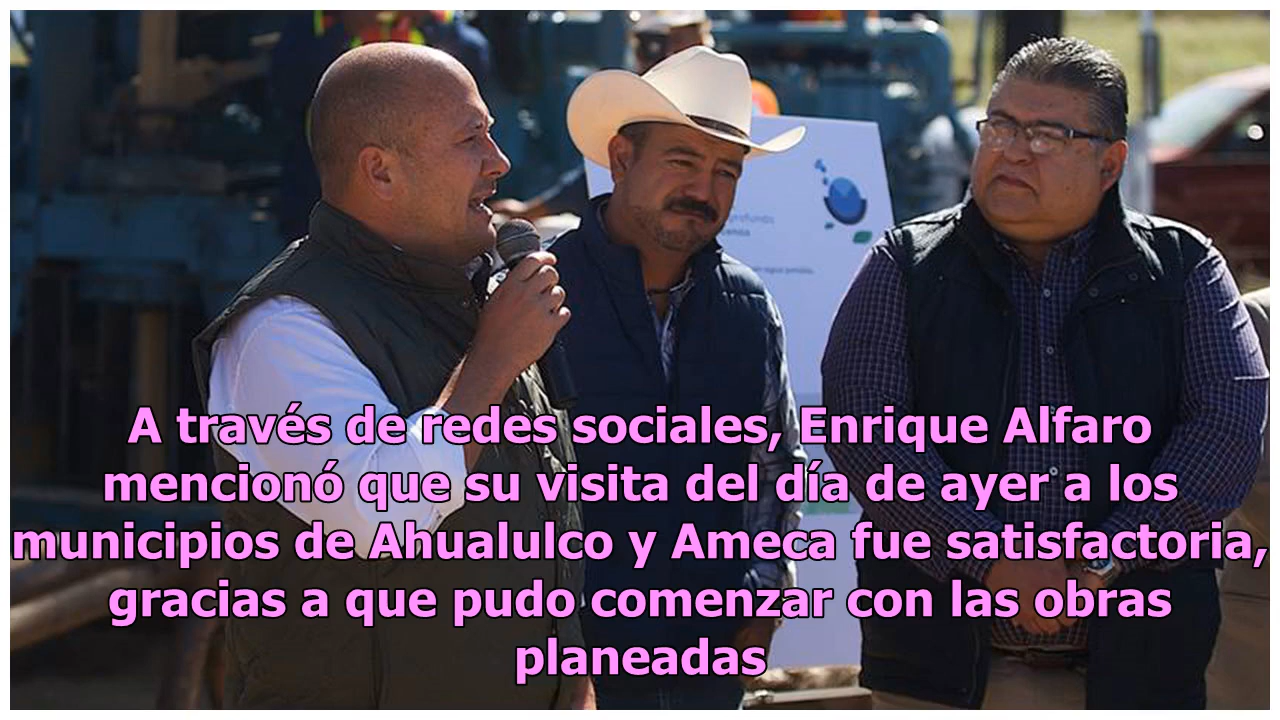 profunda
A través de redes sociales, Enrique Alfaro
mencionó que su visita del día de ayer a los
municipios de Ahualulco y Ameca fue satisfactoria,
gracias a que pudo comenzar con las obras
planeadas